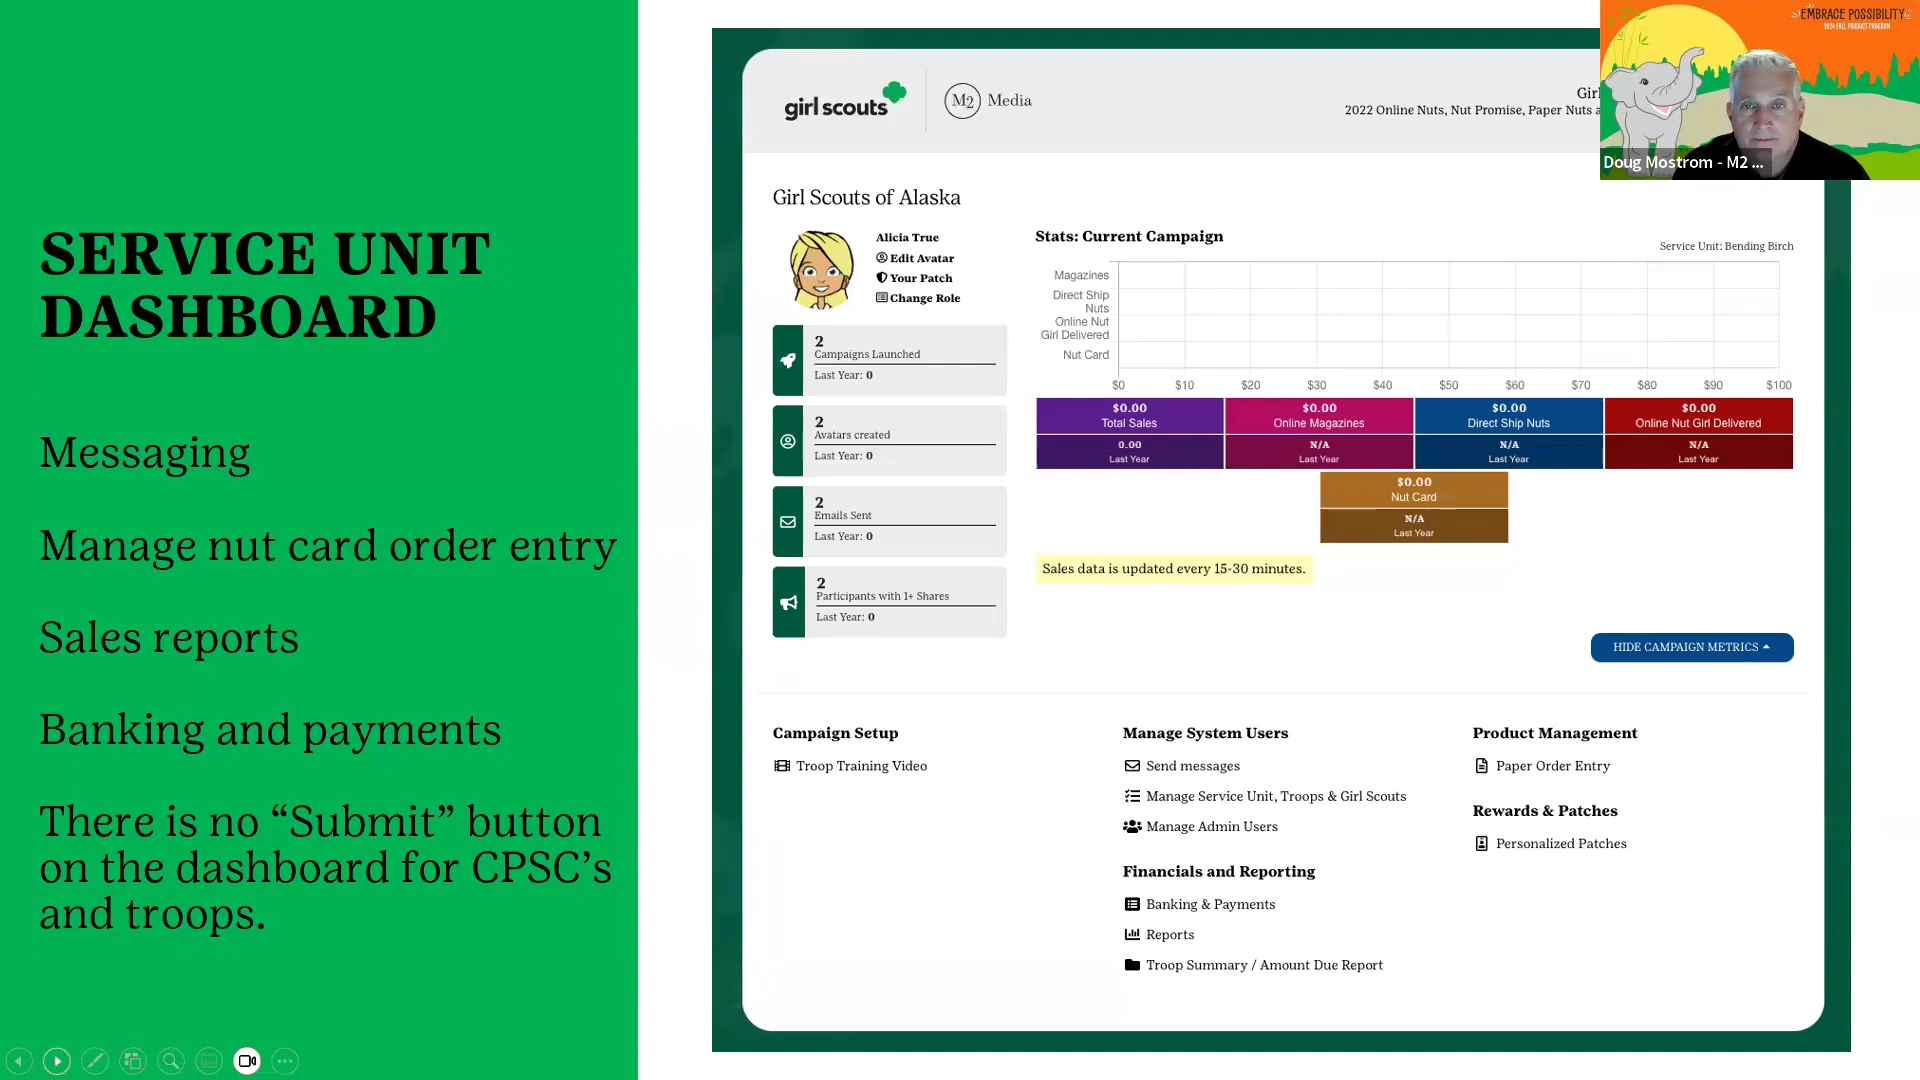 SERVICE UNIT
DASHBOARD
Messaging
Manage nut card order entry
Sales reports
Banking and payments
There is no “Submit” button
on the dashboard for CPSC’s
and troops.
girl scouts
M2 Media
Girl
2022 Online Nuts, Nut Promise, Paper Nuts a
EMBRACE POSSIBILITY
2024 FALL PRODUCT PROGRAM
Doug Mostrom - M2 ...
Girl Scouts of Alaska
Alicia True
Edit Avatar
Your Patch
Change Role
2
Campaigns Launched
Last Year: 0
2
Avatars created
Last Year: 0
2
Emails Sent
Last Year: 0
2
Participants with 1+ Shares
Last Year: 0
Stats: Current Campaign
Service Unit: Bending Birch
Magazines
Direct Ship
Nuts
Online Nut
Girl Delivered
Nut Card
$0 $10 $20 $30 $40 $50 $60 $70 $80 $90 $100
$0.00 $0.00 $0.00 $0.00
Total Sales Online Magazines Direct Ship Nuts Online Nut Girl Delivered
0.00 N/A N/A N/A
Last Year Last Year Last Year Last Year
$0.00
Nut Card
N/A
Last Year
Sales data is updated every 15-30 minutes.
HIDE CAMPAIGN METRICS
Campaign Setup
Troop Training Video
Manage System Users
Send messages
Manage Service Unit, Troops & Girl Scouts
Manage Admin Users
Financials and Reporting
Banking & Payments
Reports
Troop Summary / Amount Due Report
Product Management
Paper Order Entry
Rewards & Patches
Personalized Patches